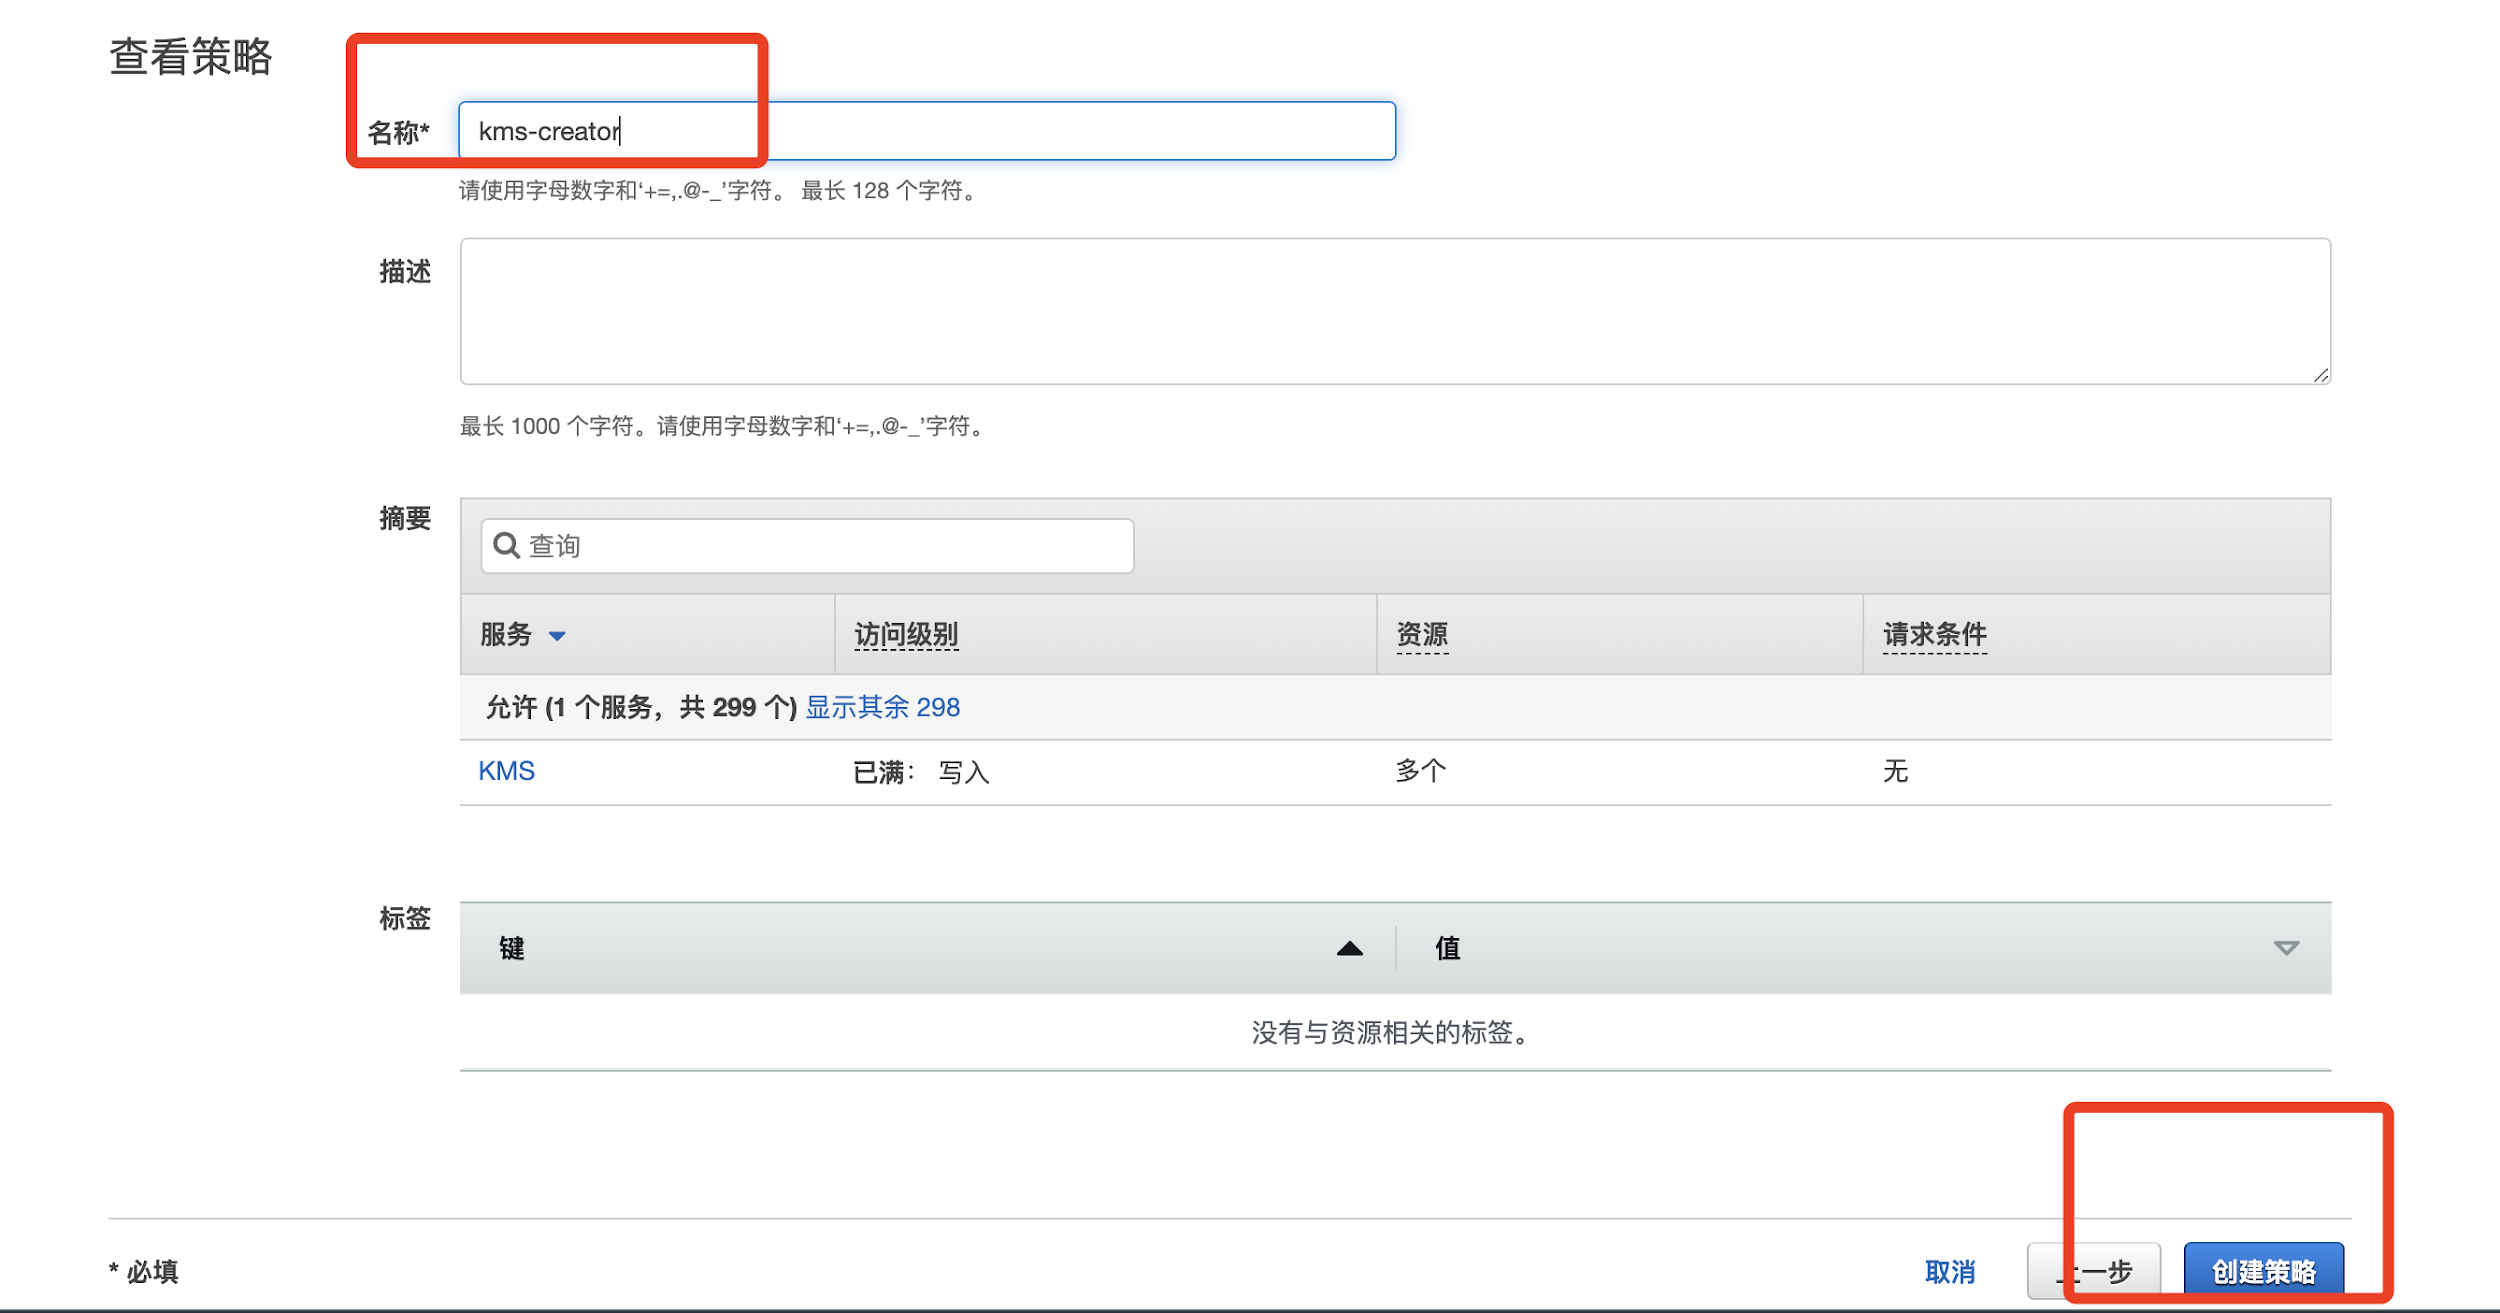 查看策略
名称*
kms-creator
请使用字母数字和‘+=,.@-_’字符。 最长 128 个字符。
描述
最长 1000 个字符。请使用字母数字和‘+=,.@-_’字符。
摘要
查询
服务 访问级别 资源 请求条件
允许 (1 个服务，共 299 个) 显示其余 298
KMS 已满： 写入 多个 无
标签
键 值
没有与资源相关的标签。
* 必填
取消 上一步 创建策略